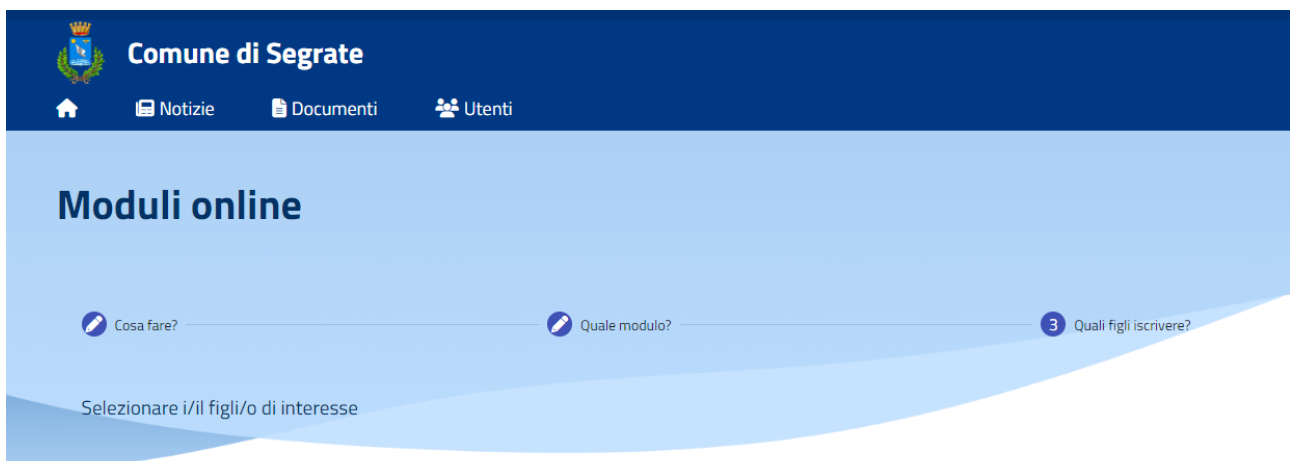 Comune di Segrate
Notizie Documenti Utenti
Moduli online
Cosa fare? Quale modulo? 3 Quali figli iscrivere?
Selezionare i/il figli/o di interesse